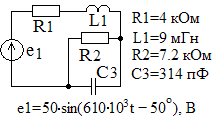 R1
L1
e1
R2
C3
R1=4 кОм
L1=9 мГн
R2=7.2 кОм
C3=314 пФ
e1=50·sin(610·10³t – 50°), В